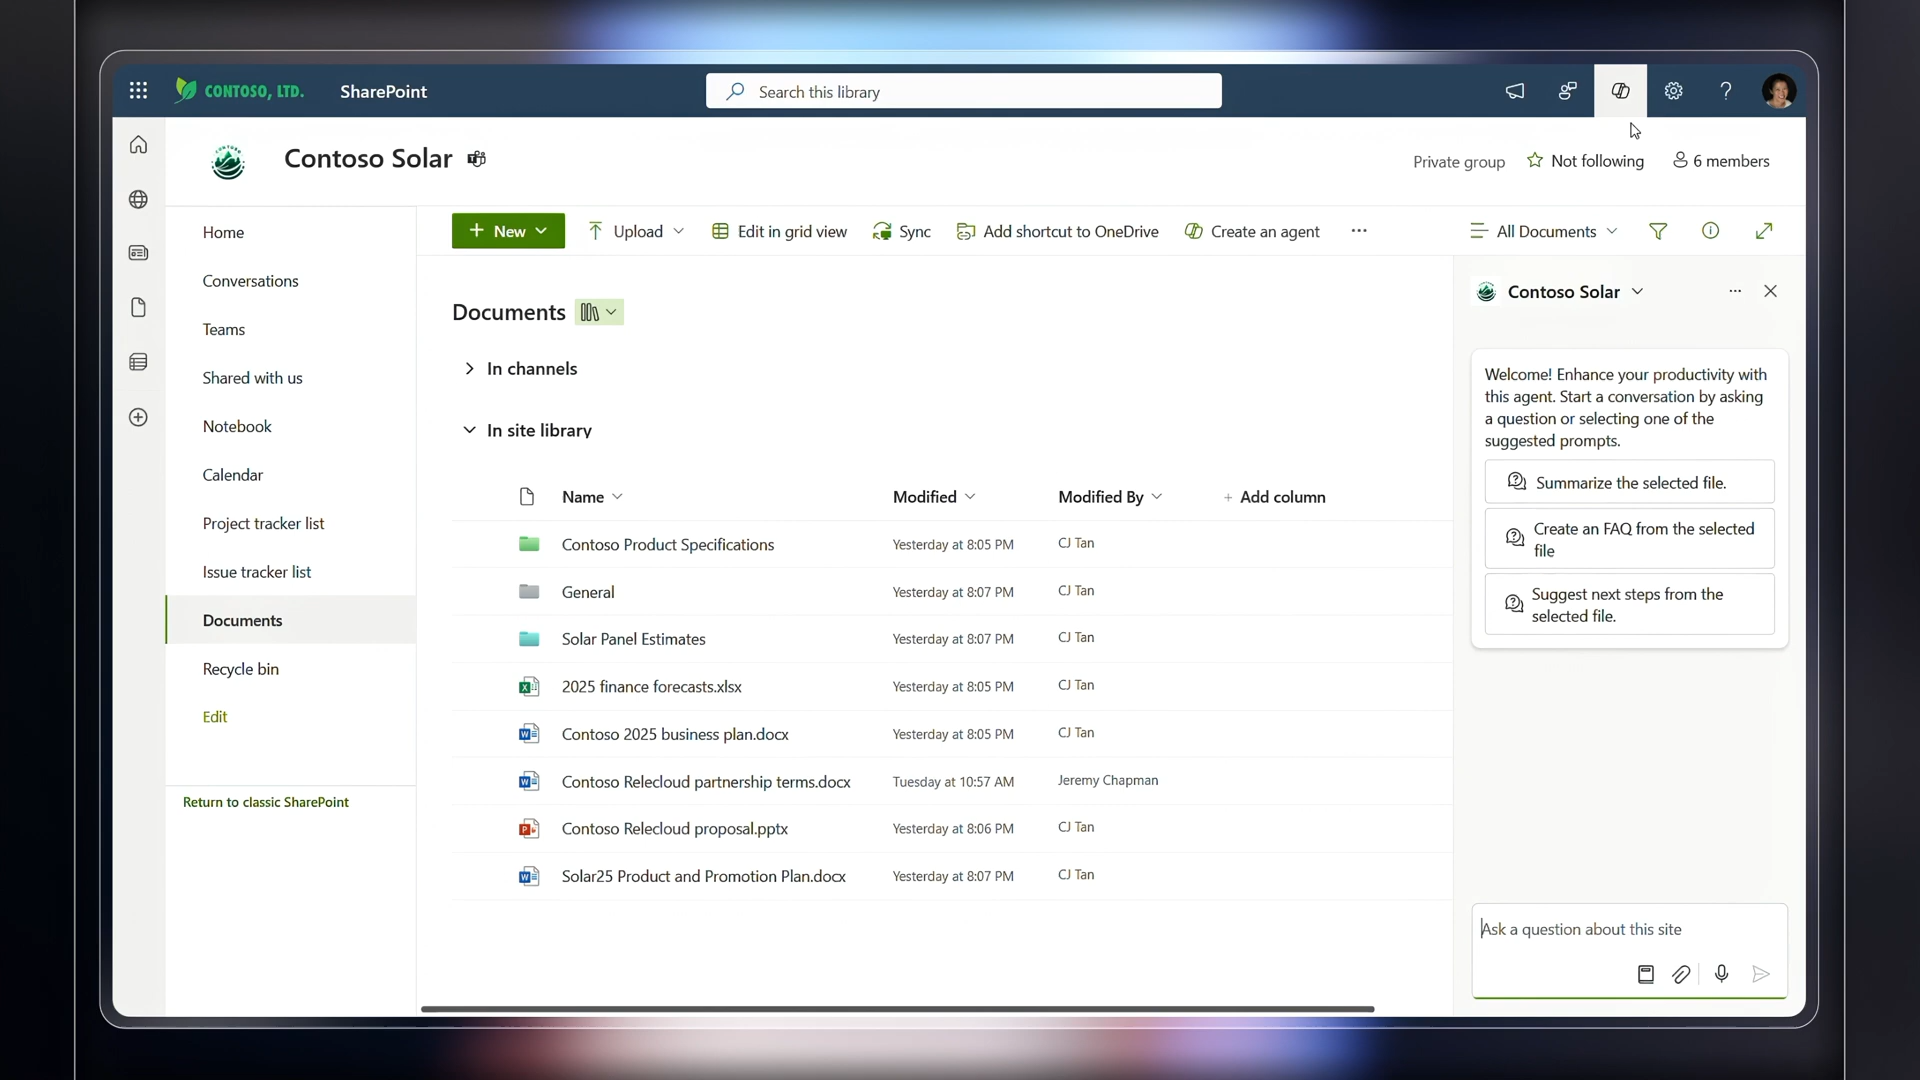 CONTOSO, LTD.
SharePoint
Search this library
Contoso Solar
Private group
Not following
6 members
Home
Conversations
Teams
Shared with us
Notebook
Calendar
Project tracker list
Issue tracker list
Documents
Recycle bin
Edit
Return to classic SharePoint
+ New
Upload
Edit in grid view
Sync
Add shortcut to OneDrive
Create an agent
...
All Documents
Documents
In channels
In site library
Name
Modified
Modified By
+ Add column
Contoso Product Specifications
Yesterday at 8:05 PM
CJ Tan
General
Yesterday at 8:07 PM
CJ Tan
Solar Panel Estimates
Yesterday at 8:07 PM
CJ Tan
2025 finance forecasts.xlsx
Yesterday at 8:05 PM
CJ Tan
Contoso 2025 business plan.docx
Yesterday at 8:05 PM
CJ Tan
Contoso Relecloud partnership terms.docx
Tuesday at 10:57 AM
Jeremy Chapman
Contoso Relecloud proposal.pptx
Yesterday at 8:06 PM
CJ Tan
Solar25 Product and Promotion Plan.docx
Yesterday at 8:07 PM
CJ Tan
Contoso Solar
...
Welcome! Enhance your productivity with
this agent. Start a conversation by asking
a question or selecting one of the
suggested prompts.
Summarize the selected file.
Create an FAQ from the selected
file
Suggest next steps from the
selected file.
Ask a question about this site